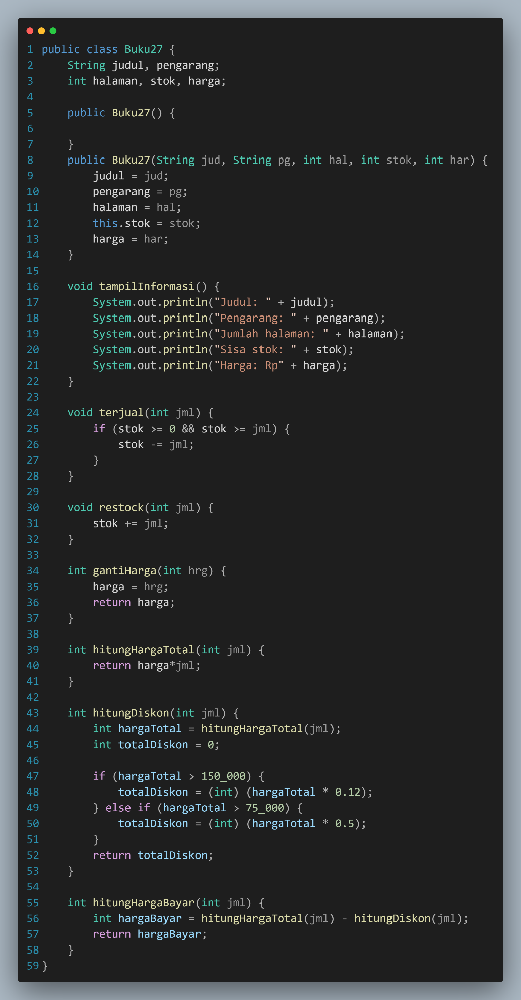 1 public class Buku27 {
2     String judul, pengarang;
3     int halaman, stok, harga;
4
5     public Buku27() {
6
7     }
8     public Buku27(String jud, String pg, int hal, int stok, int har) {
9         judul = jud;
10         pengarang = pg;
11         halaman = hal;
12         this.stok = stok;
13         harga = har;
14     }
15
16     void tampilInformasi() {
17         System.out.println("Judul: " + judul);
18         System.out.println("Pengarang: " + pengarang);
19         System.out.println("Jumlah halaman: " + halaman);
20         System.out.println("Sisa stok: " + stok);
21         System.out.println("Harga: Rp" + harga);
22     }
23
24     void terjual(int jml) {
25         if (stok >= 0 && stok >= jml) {
26             stok -= jml;
27         }
28     }
29
30     void restock(int jml) {
31         stok += jml;
32     }
33
34     int gantiHarga(int hrg) {
35         harga = hrg;
36         return harga;
37     }
38
39     int hitungHargaTotal(int jml) {
40         return harga*jml;
41     }
42
43     int hitungDiskon(int jml) {
44         int hargaTotal = hitungHargaTotal(jml);
45         int totalDiskon = 0;
46
47         if (hargaTotal > 150_000) {
48             totalDiskon = (int) (hargaTotal * 0.12);
49         } else if (hargaTotal > 75_000) {
50             totalDiskon = (int) (hargaTotal * 0.5);
51         }
52         return totalDiskon;
53     }
54
55     int hitungHargaBayar(int jml) {
56         int hargaBayar = hitungHargaTotal(jml) - hitungDiskon(jml);
57         return hargaBayar;
58     }
59 }